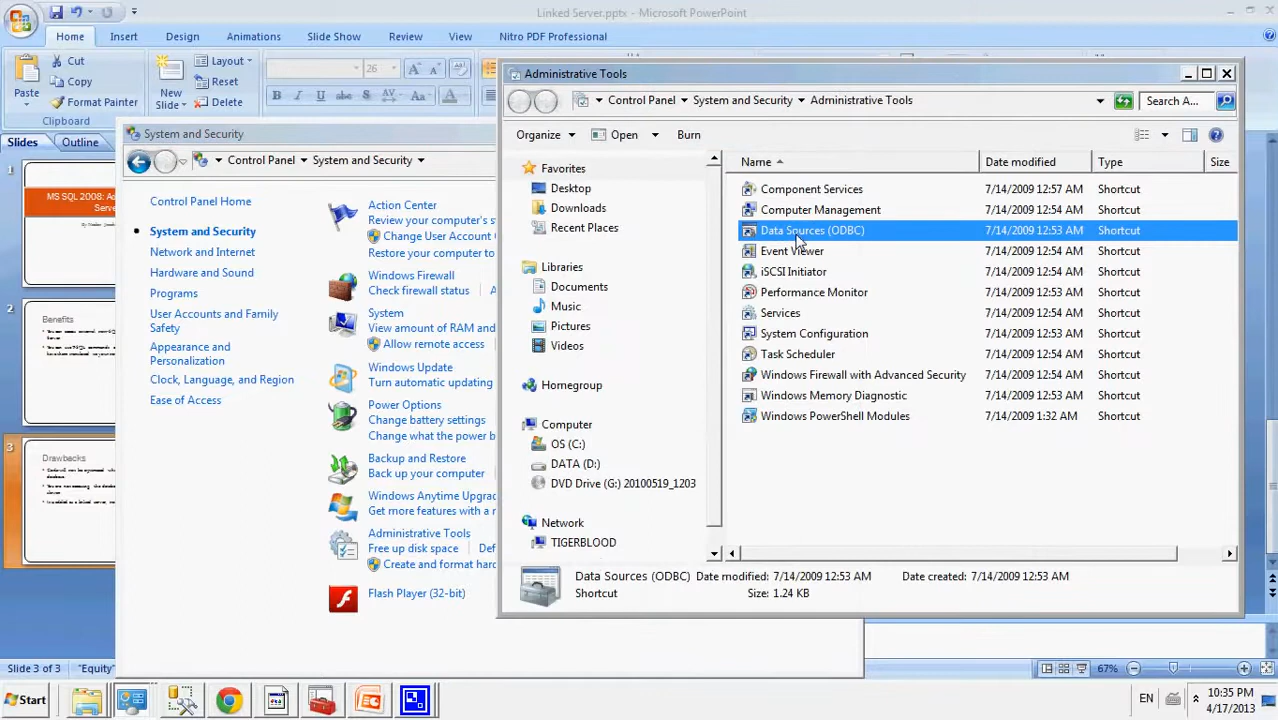 Linked Server.pptx - Microsoft PowerPoint
Home Insert Design Animations Slide Show Review View Nitro PDF Professional
Paste
Cut
Copy
Format Painter
Clipboard
New
Slide
Layout
Reset
Delete
26
B I U abc AV Aa A
Slides Outline
1
MS SQL 2008: 
2
Benefits
3
Drawbacks
System and Security
Control Panel System and Security
Control Panel Home
System and Security
Network and Internet
Hardware and Sound
Programs
User Accounts and Family
Safety
Appearance and
Personalization
Clock, Language, and Region
Ease of Access
Action Center
Review your computer's
Change User Account
Restore your computer to
Windows Firewall
Check firewall status
System
View amount of RAM and
Allow remote access
Windows Update
Turn automatic updating
Power Options
Change battery settings
Change what the power b
Backup and Restore
Back up your computer
Windows Anytime Upgra
Get more features with a n
Administrative Tools
Free up disk space Def
Create and format hard
Flash Player (32-bit)
Administrative Tools
Control Panel System and Security Administrative Tools
Search A...
Organize Open Burn
Favorites
Desktop
Downloads
Recent Places
Libraries
Documents
Music
Pictures
Videos
Homegroup
Computer
OS (C:)
DATA (D:)
DVD Drive (G:) 20100519_1203
Network
TIGERBLOOD
Name Date modified Type Size
Component Services 7/14/2009 12:57 AM Shortcut
Computer Management 7/14/2009 12:54 AM Shortcut
Data Sources (ODBC) 7/14/2009 12:53 AM Shortcut
Event Viewer 7/14/2009 12:54 AM Shortcut
iSCSI Initiator 7/14/2009 12:54 AM Shortcut
Performance Monitor 7/14/2009 12:53 AM Shortcut
Services 7/14/2009 12:54 AM Shortcut
System Configuration 7/14/2009 12:53 AM Shortcut
Task Scheduler 7/14/2009 12:54 AM Shortcut
Windows Firewall with Advanced Security 7/14/2009 12:54 AM Shortcut
Windows Memory Diagnostic 7/14/2009 12:53 AM Shortcut
Windows PowerShell Modules 7/14/2009 1:32 AM Shortcut
Data Sources (ODBC) Date modified: 7/14/2009 12:53 AM Date created: 7/14/2009 12:53 AM
Shortcut Size: 1.24 KB
Slide 3 of 3 "Equity"
67%
Start
EN
10:35 PM
4/17/2013